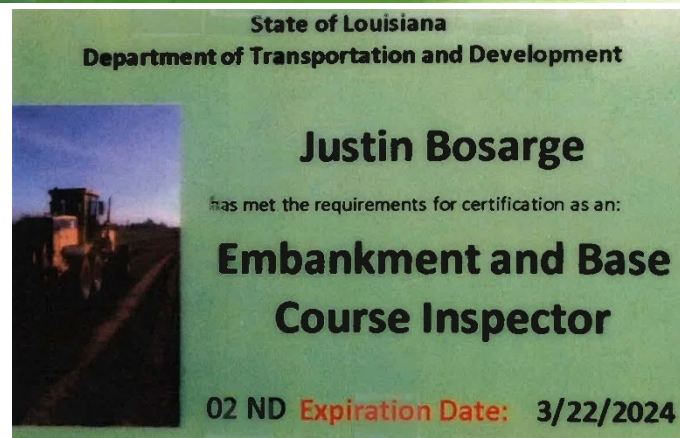 State of Louisiana
Department of Transportation and Development
Justin Bosarge
has met the requirements for certification as an:
Embankment and Base
Course Inspector
02 ND Expiration Date: 3/22/2024